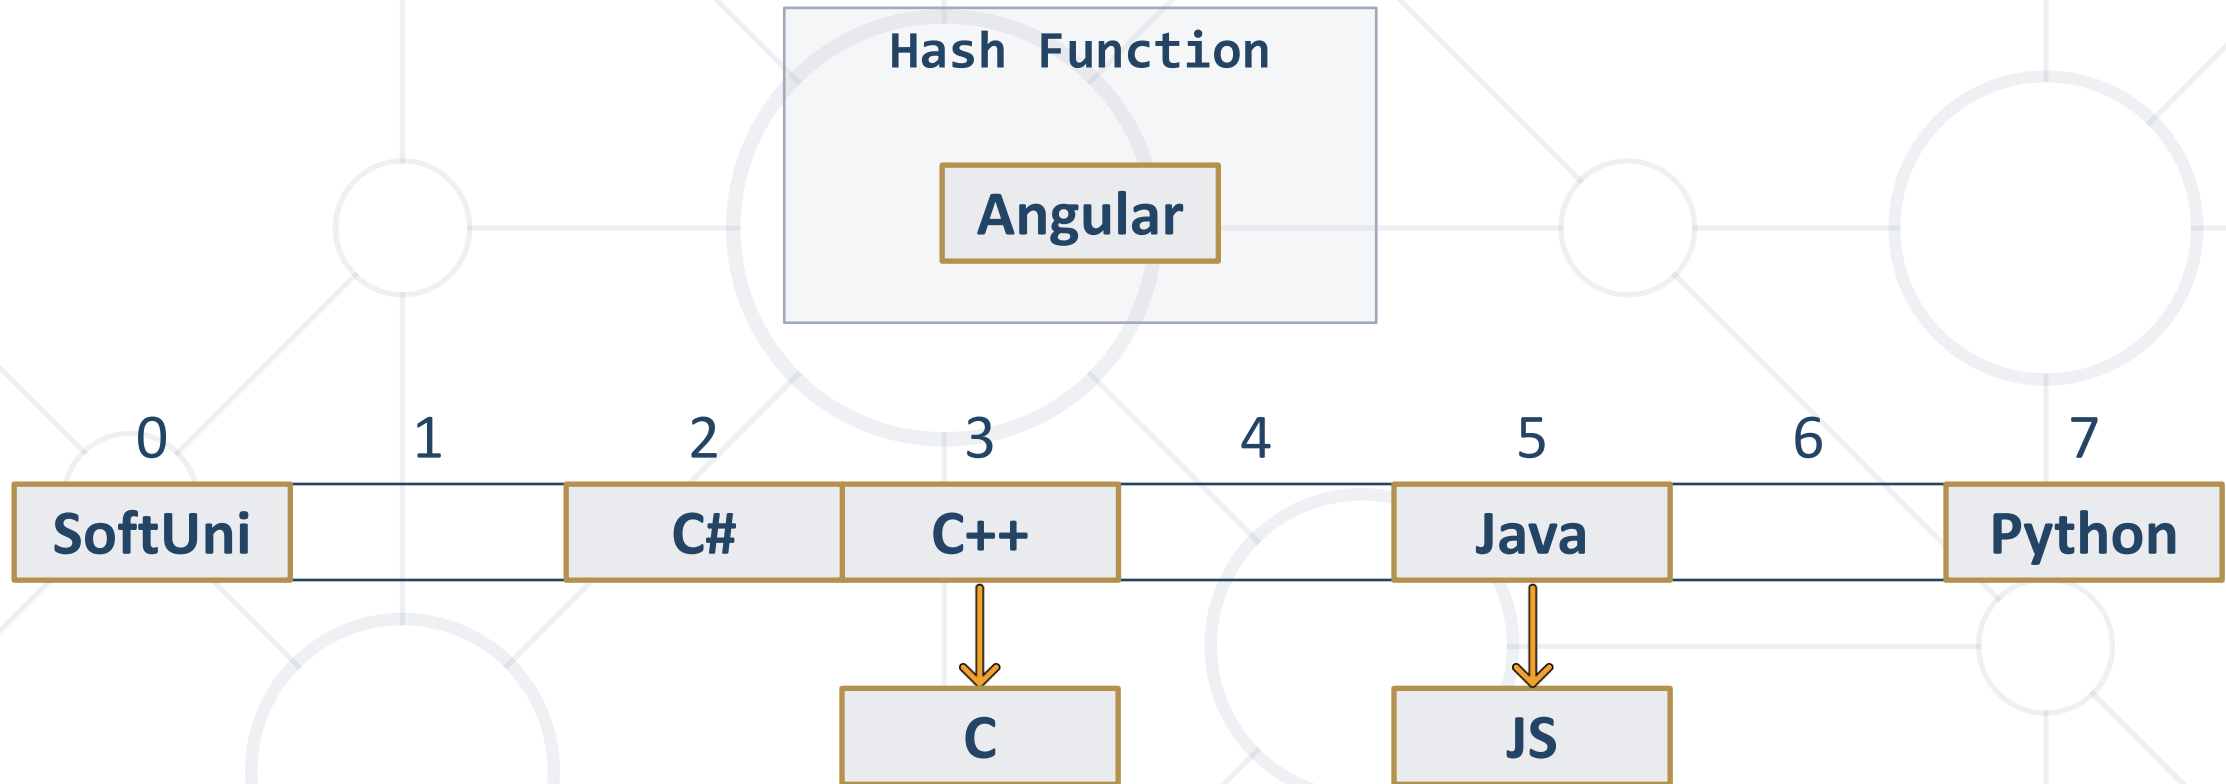 Hash Function
Angular
0 1 2 3 4 5 6 7
SoftUni C# C++ Java Python
C JS